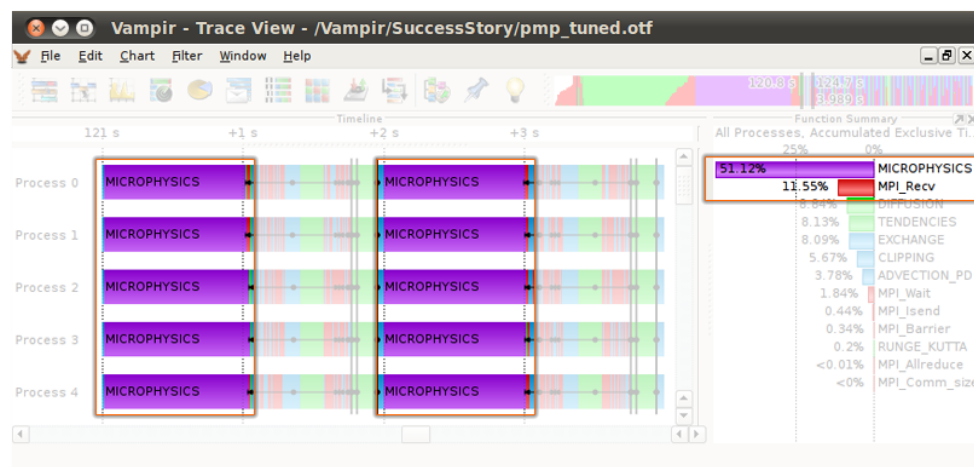 Vampir - Trace View - /Vampir/SuccessStory/pmp_tuned.otf
File Edit Chart Filter Window Help
120.8 s 124.7 s
3.989 s
Timeline
121 s +1 s +2 s +3 s
Process 0 MICROPHYSICS MICROPHYSICS
Process 1 MICROPHYSICS MICROPHYSICS
Process 2 MICROPHYSICS MICROPHYSICS
Process 3 MICROPHYSICS MICROPHYSICS
Process 4 MICROPHYSICS MICROPHYSICS
Function Summary
All Processes, Accumulated Exclusive Ti...
25% 0%
51.12% MICROPHYSICS
11.55% MPI_Recv
8.84% DIFFUSION
8.13% TENDENCIES
8.09% EXCHANGE
5.67% CLIPPING
3.78% ADVECTION_PD
1.84% MPI_Wait
0.44% MPI_Isend
0.34% MPI_Barrier
0.2% RUNGE_KUTTA
<0.01% MPI_Allreduce
<0% MPI_Comm_size